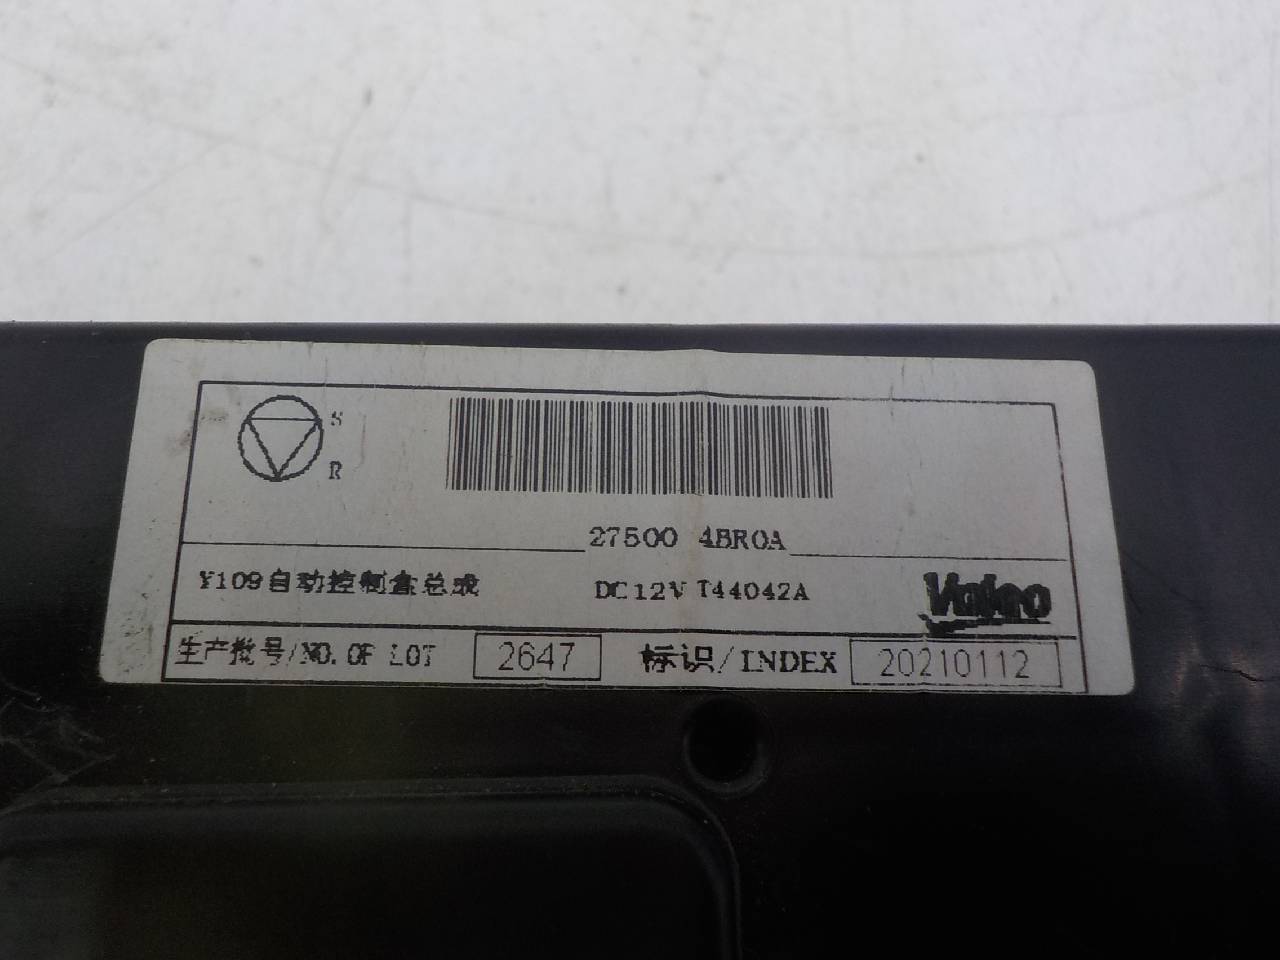 S
R
27500 4BR0A
Y109自动控制盒总成 DC12V T44042A Valeo
生产批号/NO. OF LOT 2647 标识/INDEX 20210112